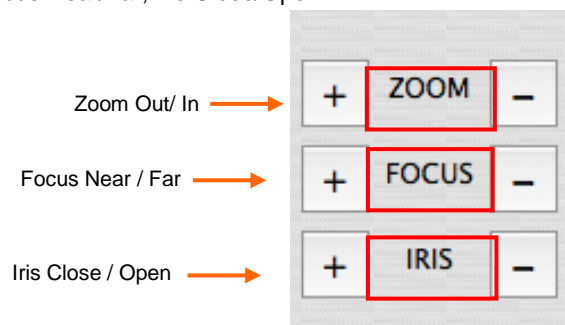 Zoom Out/ In
+ ZOOM –
Focus Near / Far
+ FOCUS –
Iris Close / Open
+ IRIS –